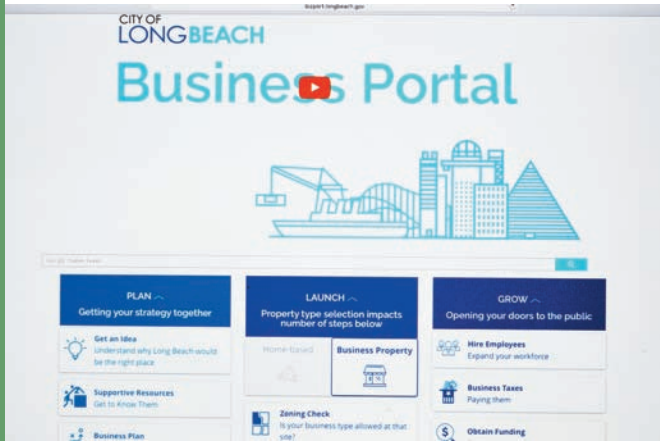 CITY OF
LONGBEACH
Business Portal
PLAN
Getting your strategy together
Get an Idea
Understand why Long Beach would
be the right place
Supportive Resources
Get to Know Them
Business Plan
LAUNCH
Property type selection impacts
number of steps below
Home-based
Business Property
Zoning Check
Is your business type allowed at that
site?
GROW
Opening your doors to the public
Hire Employees
Expand your workforce
Business Taxes
Paying them
Obtain Funding